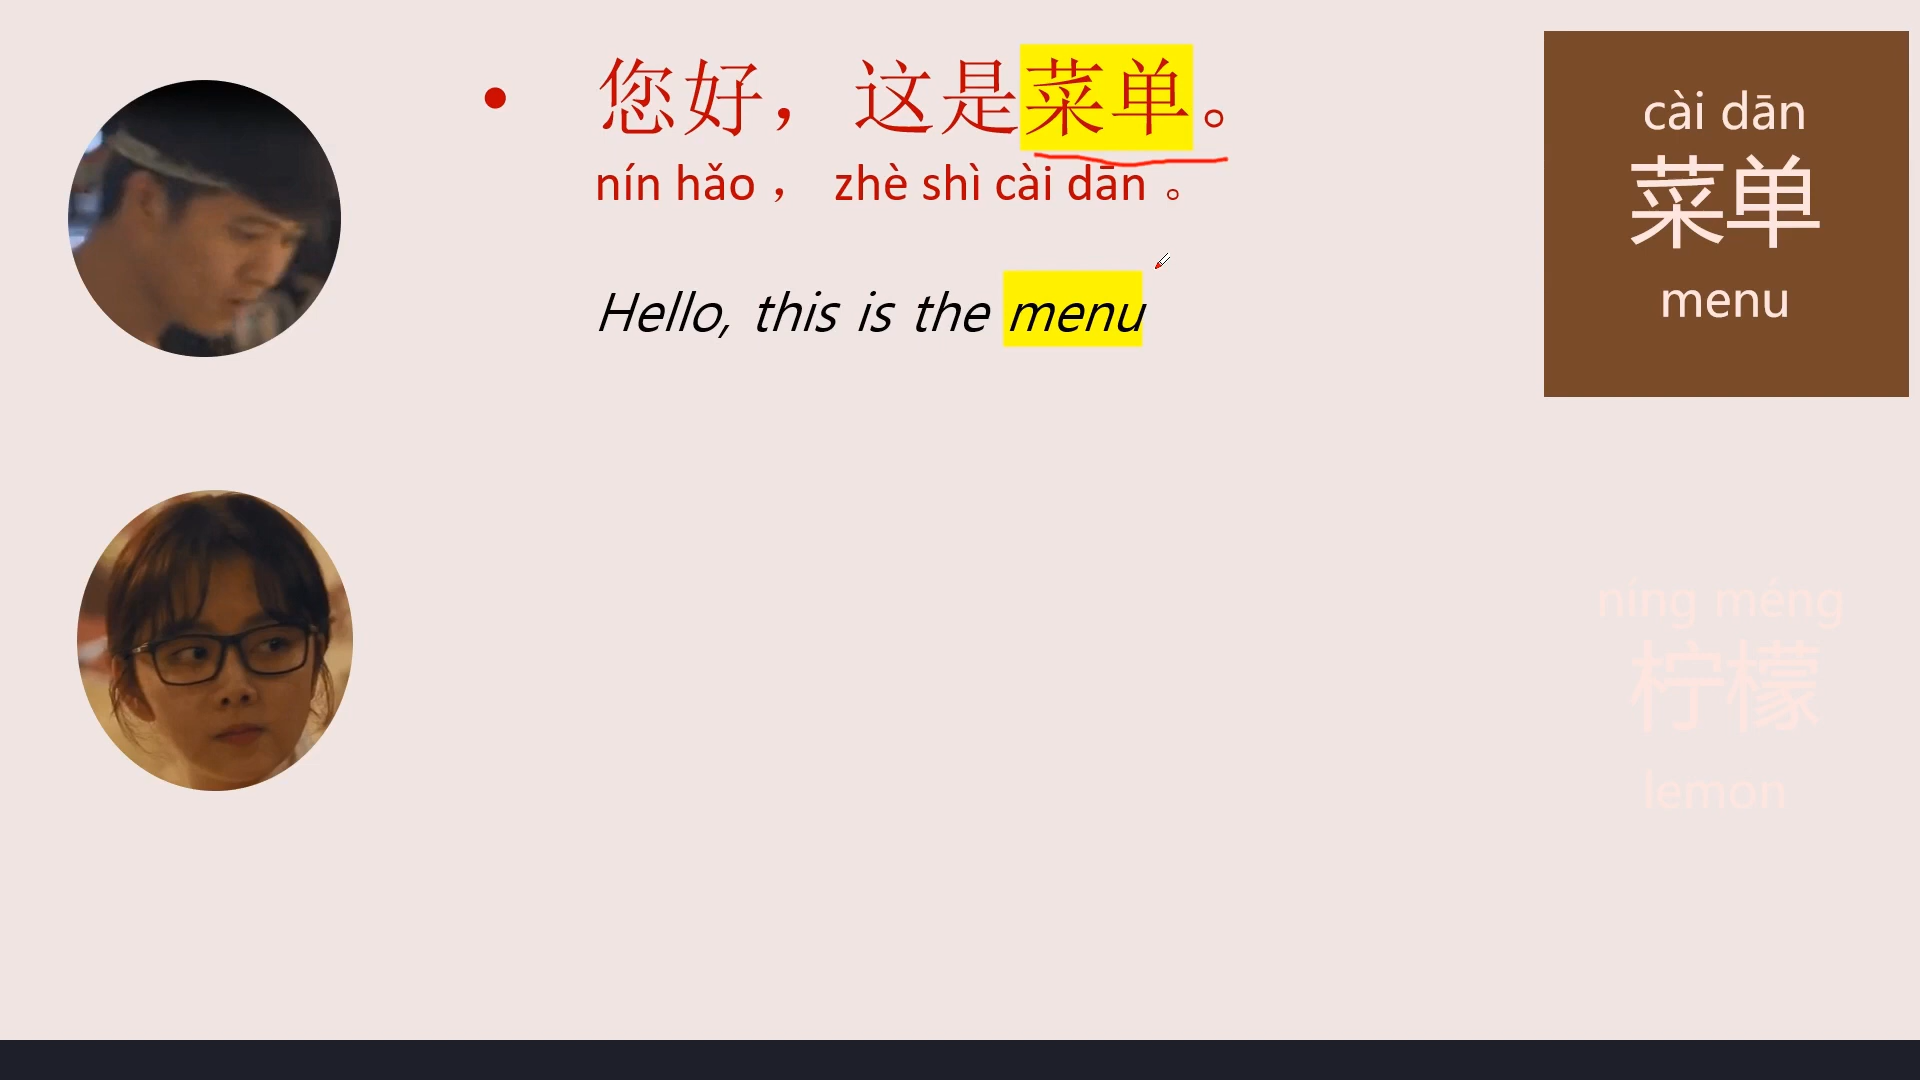 • 您好，这是菜单。
nín hǎo ， zhè shì cài dān 。
Hello, this is the menu
cài dān
菜单
menu
níng méng
柠檬
lemon